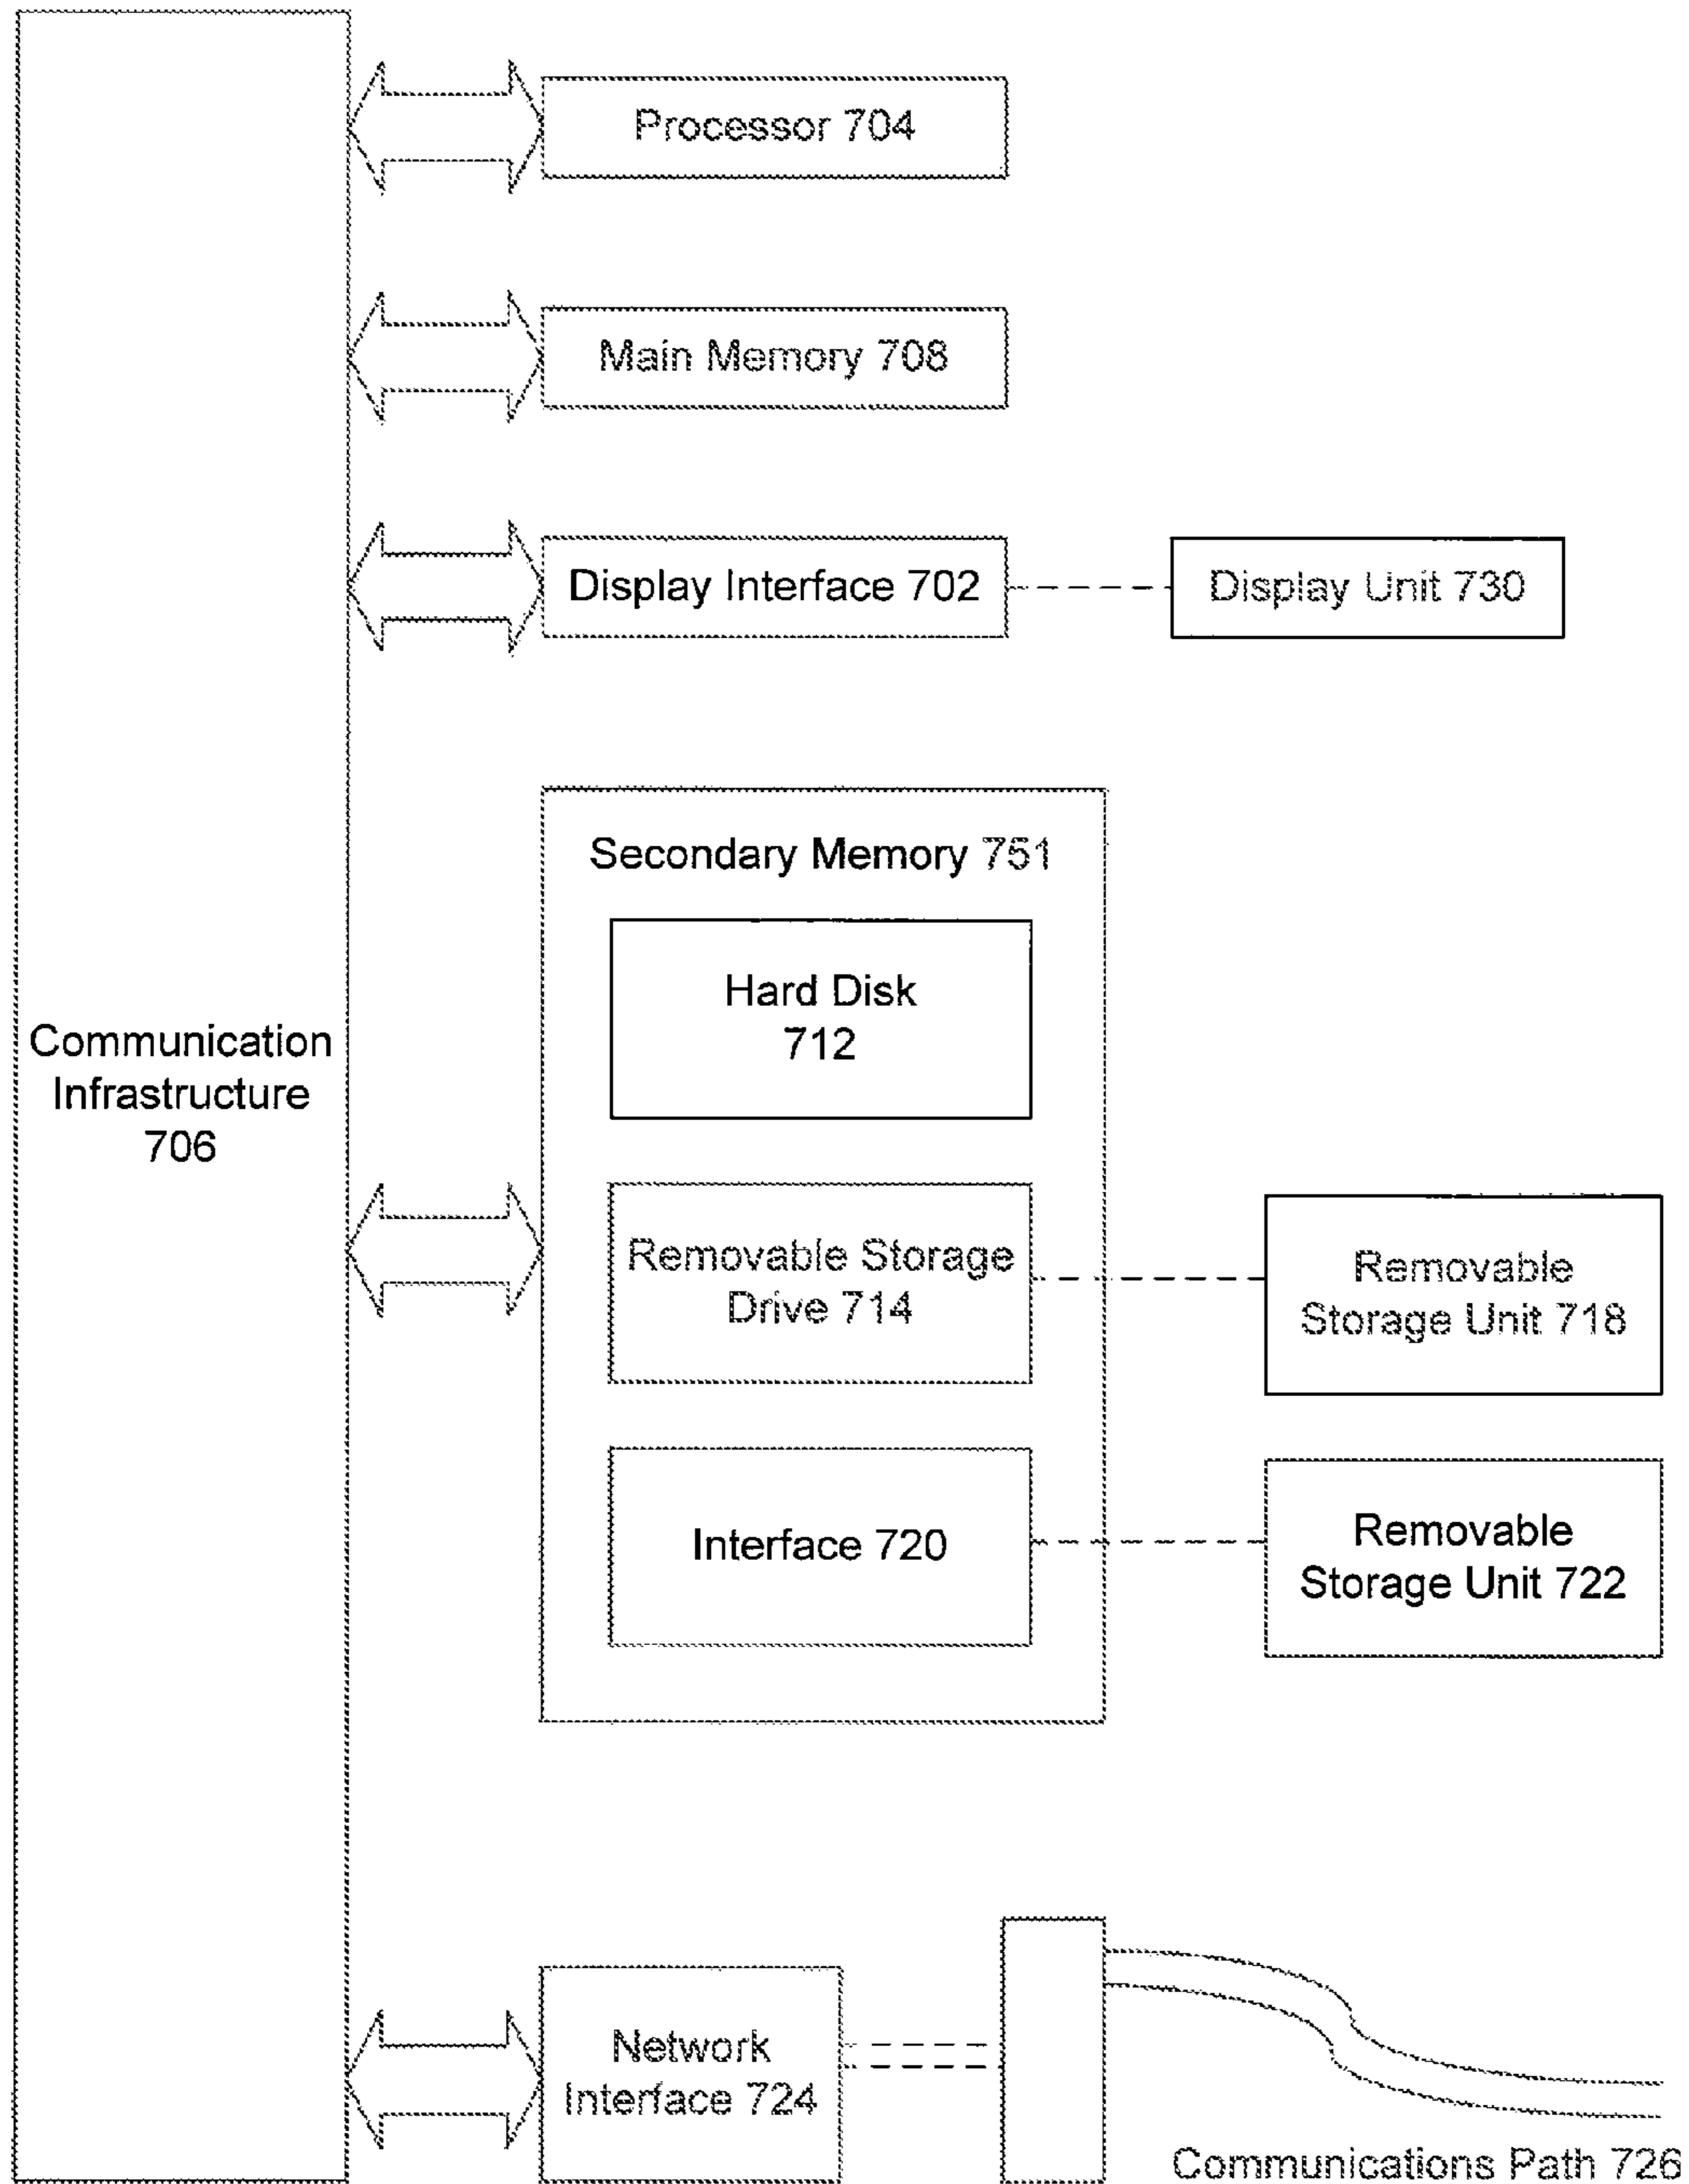 Processor 704
Main Memory 708
Display Interface 702
Display Unit 730
Secondary Memory 751
Hard Disk
712
Communication
Infrastructure
706
Removable Storage
Drive 714
Removable
Storage Unit 718
Interface 720
Removable
Storage Unit 722
Network
Interface 724
Communications Path 726